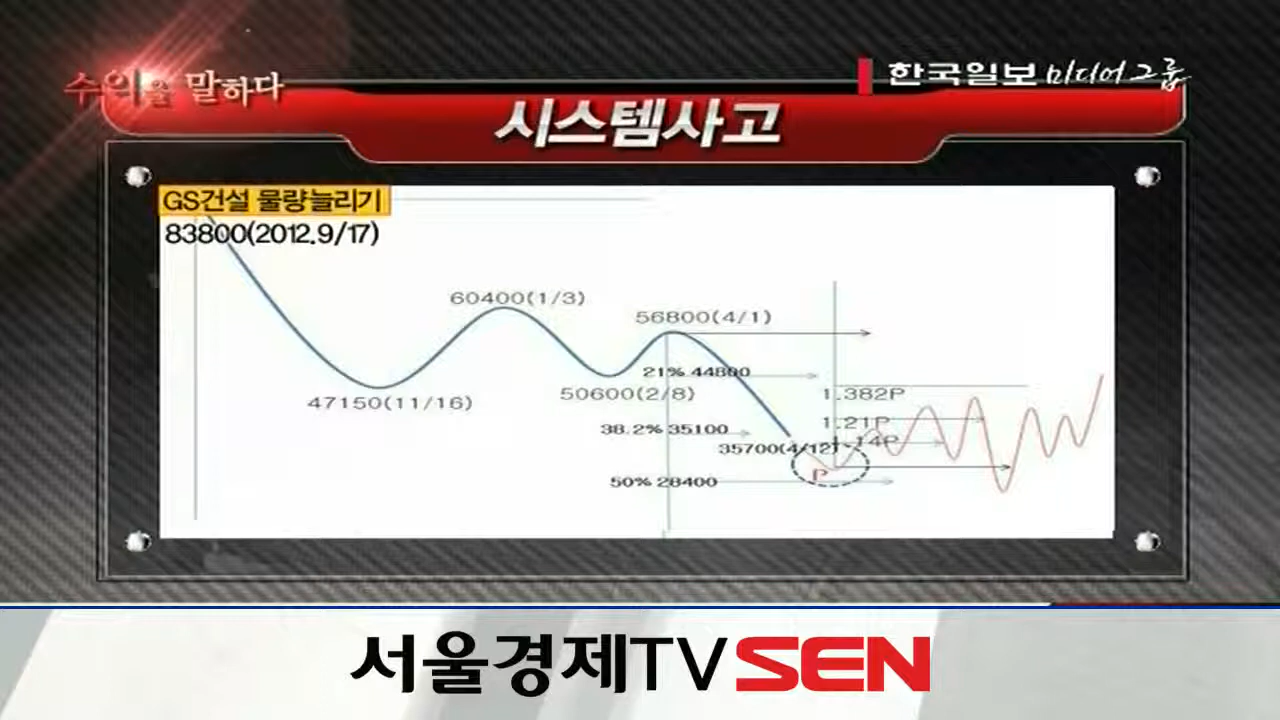 수익을 말하다
한국일보 미디어그룹
시스템사고
GS건설 물량늘리기
83800(2012.9/17)
60400(1/3)
56800(4/1)
21% 44800
47150(11/16)
50600(2/8)
1.382P
1.21P
38.2% 35100
1.14P
35700(4/12)
P
50% 28400
서울경제TV SEN